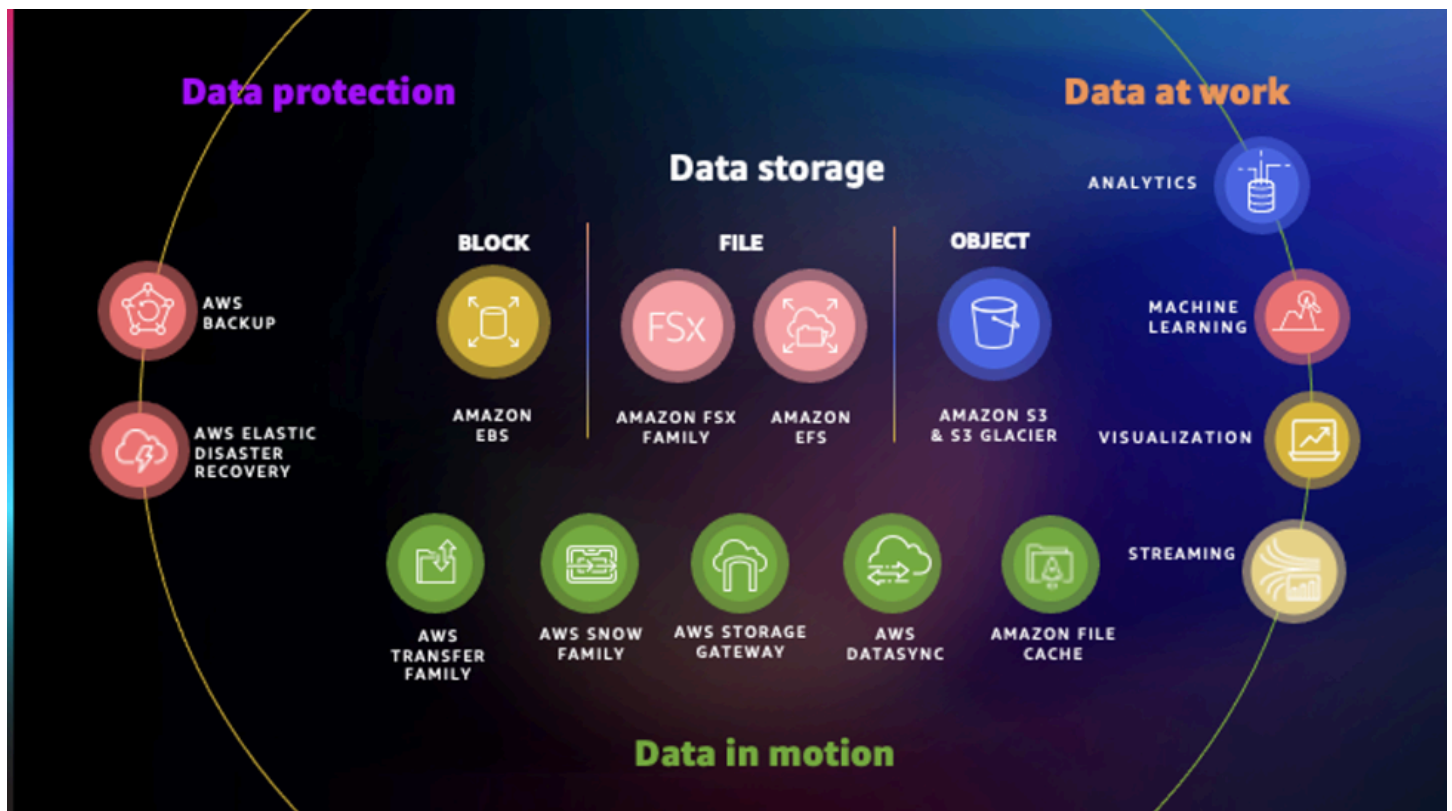 Data protection
Data at work
Data storage
ANALYTICS
BLOCK
FILE
OBJECT
AWS
BACKUP
MACHINE
LEARNING
FSx
AMAZON
EBS
AMAZON FSX
FAMILY
AMAZON
EFS
AMAZON S3
& S3 GLACIER
AWS ELASTIC
DISASTER
RECOVERY
VISUALIZATION
STREAMING
AWS
TRANSFER
FAMILY
AWS SNOW
FAMILY
AWS STORAGE
GATEWAY
AWS
DATASYNC
AMAZON FILE
CACHE
Data in motion